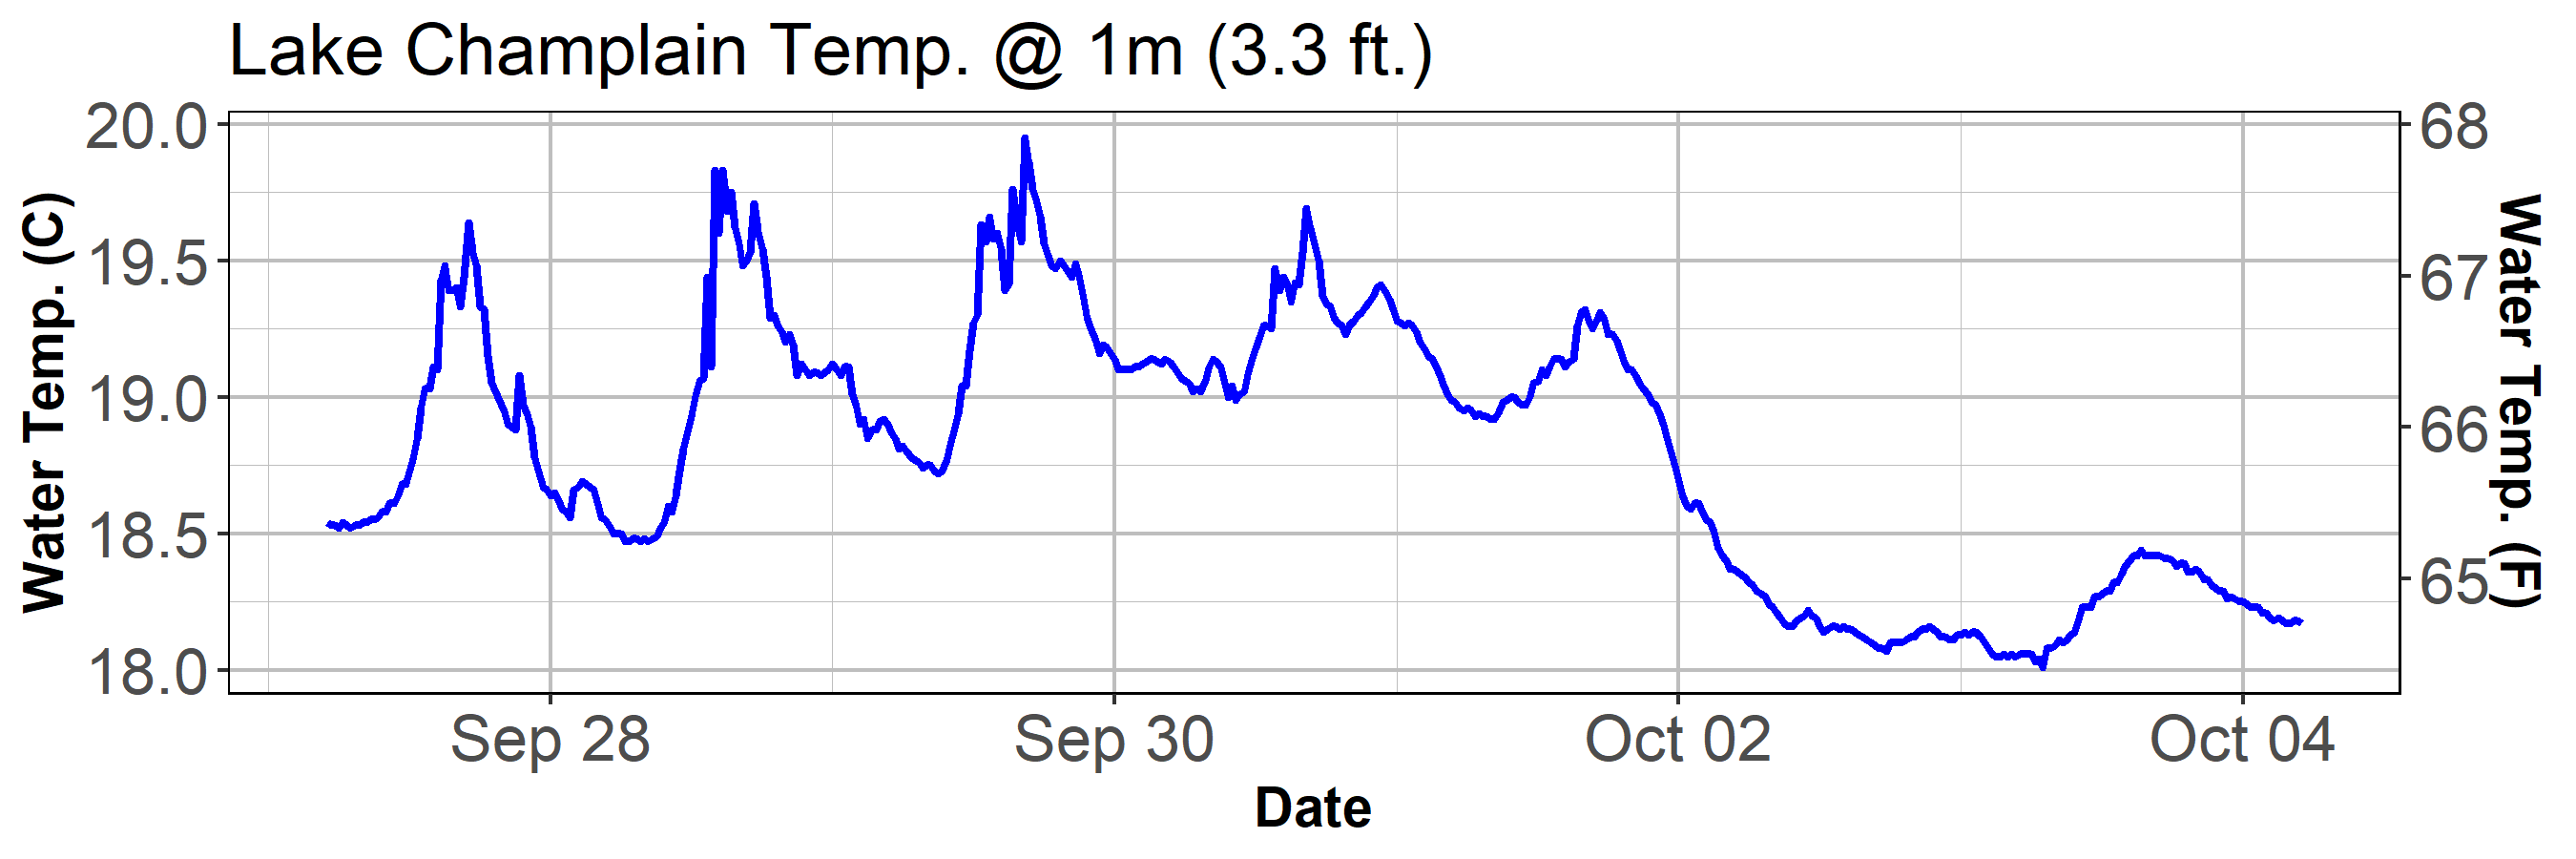 Lake Champlain Temp. @ 1m (3.3 ft.)
Water Temp. (C)
20.0
19.5
19.0
18.5
18.0
68
67
66
65
Water Temp. (F)
Sep 28
Sep 30
Oct 02
Oct 04
Date